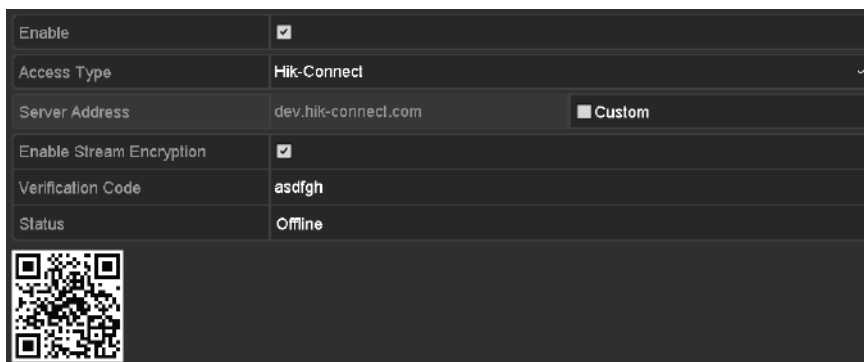 Enable
Access Type Hik-Connect
Server Address dev.hik-connect.com Custom
Enable Stream Encryption
Verification Code asdfgh
Status Offline